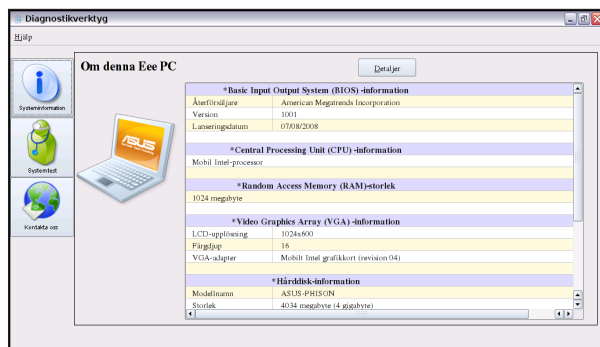 Diagnostikverktyg
Hjälp
Systeminformation
Systemtest
Kontakta oss
Om denna Eee PC
Detaljer
ASUS
*Basic Input Output System (BIOS) -information
Återförsäljare American Megatrends Incorporation
Version 1001
Lanseringsdatum 07/08/2008
*Central Processing Unit (CPU) -information
Mobil Intel-processor
*Random Access Memory (RAM)-storlek
1024 megabyte
*Video Graphics Array (VGA) -information
LCD-upplösning 1024x600
Färgdjup 16
VGA-adapter Mobilt Intel grafikkort (revision 04)
*Hårddisk-information
Modellnamn ASUS-PHISON
Storlek 4034 megabyte (4 gigabyte)